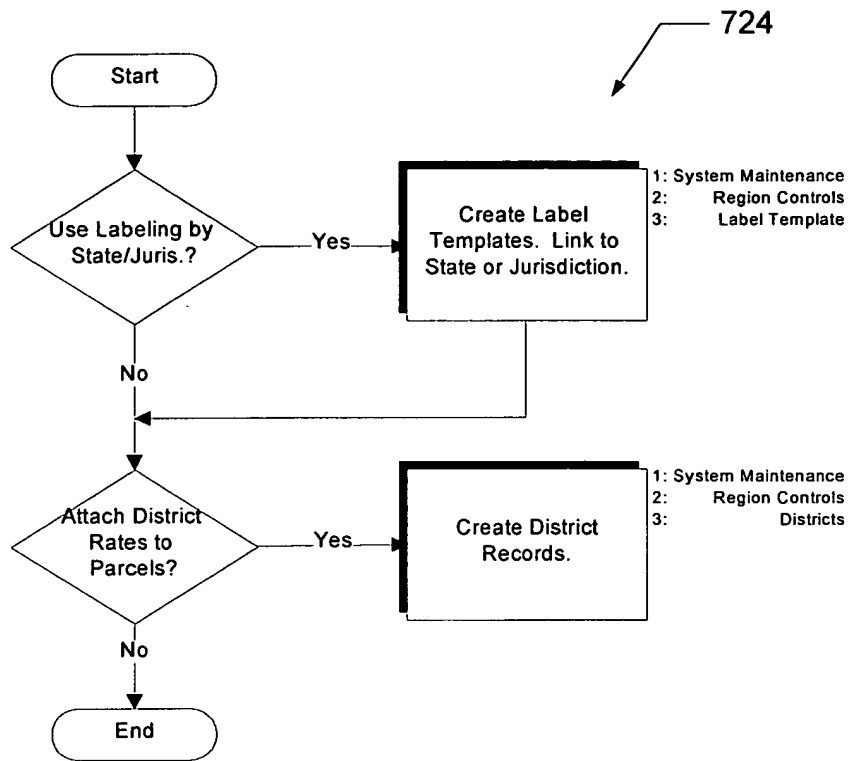 724
Start
Use Labeling by
State/Juris.?
Yes
Create Label
Templates. Link to
State or Jurisdiction.
1: System Maintenance
2: Region Controls
3: Label Template
No
Attach District
Rates to
Parcels?
Yes
Create District
Records.
1: System Maintenance
2: Region Controls
3: Districts
No
End